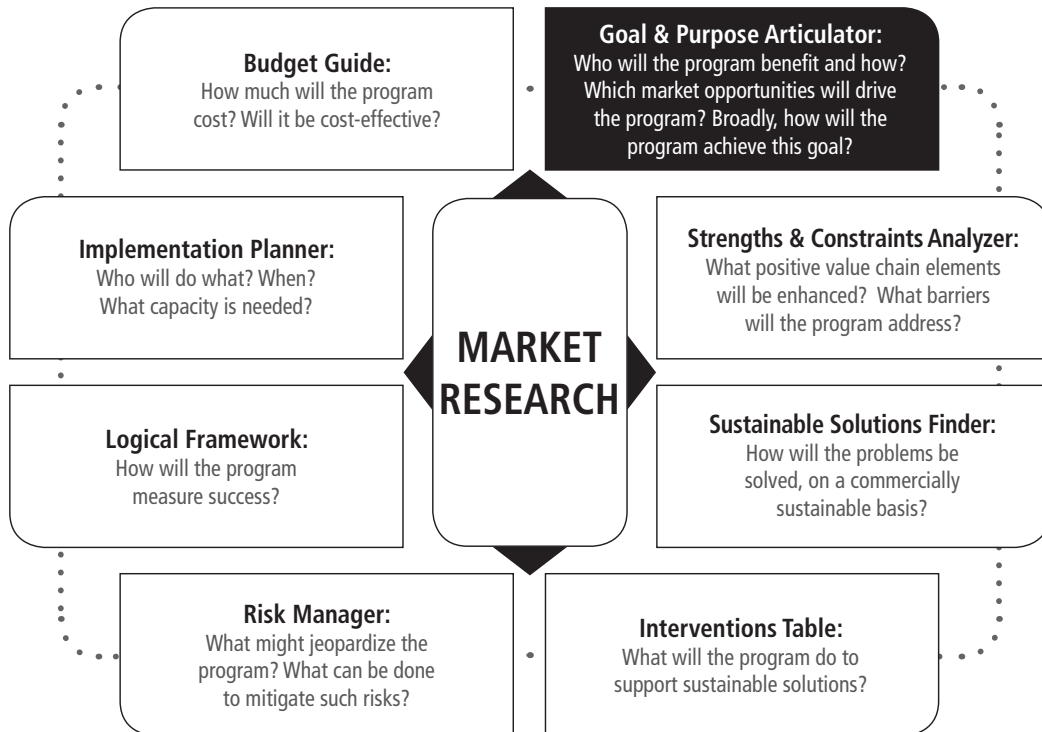 Budget Guide:
How much will the program
cost? Will it be cost-effective?
Goal & Purpose Articulator:
Who will the program benefit and how?
Which market opportunities will drive
the program? Broadly, how will the
program achieve this goal?
Implementation Planner:
Who will do what? When?
What capacity is needed?
MARKET
RESEARCH
Strengths & Constraints Analyzer:
What positive value chain elements
will be enhanced? What barriers
will the program address?
Logical Framework:
How will the program
measure success?
Sustainable Solutions Finder:
How will the problems be
solved, on a commercially
sustainable basis?
Risk Manager:
What might jeopardize the
program? What can be done
to mitigate such risks?
Interventions Table:
What will the program do to
support sustainable solutions?